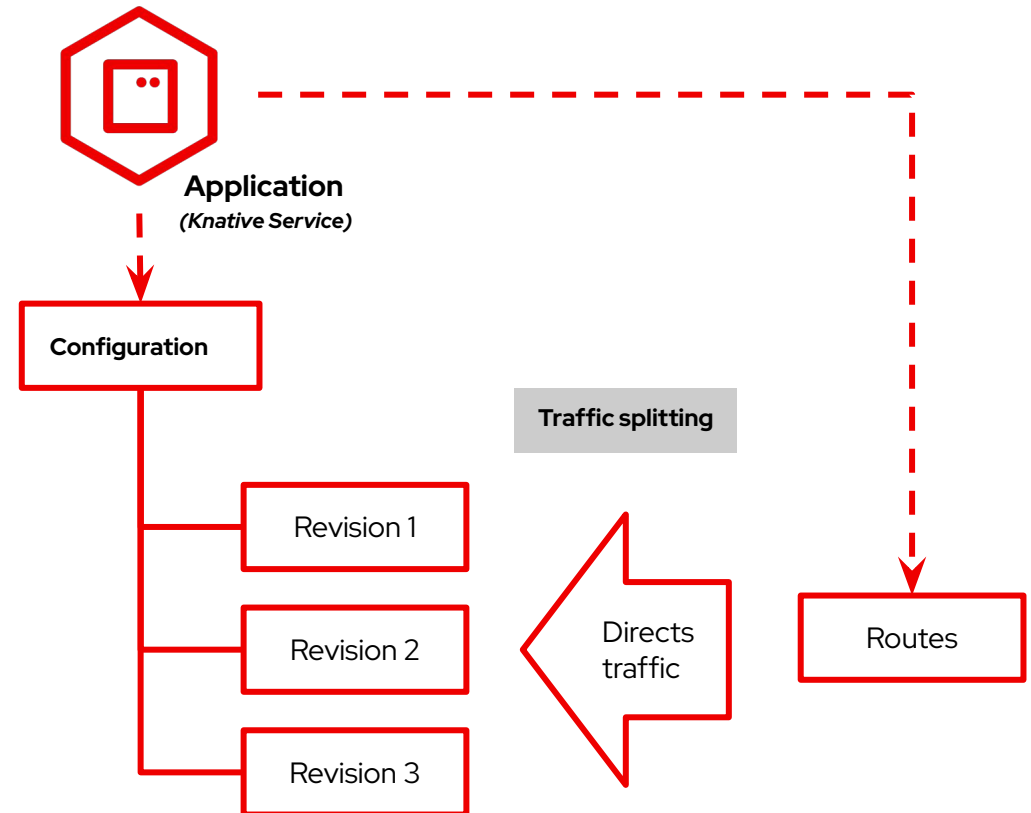 Application
(Knative Service)
Configuration
Traffic splitting
Revision 1
Revision 2
Revision 3
Directs
traffic
Routes